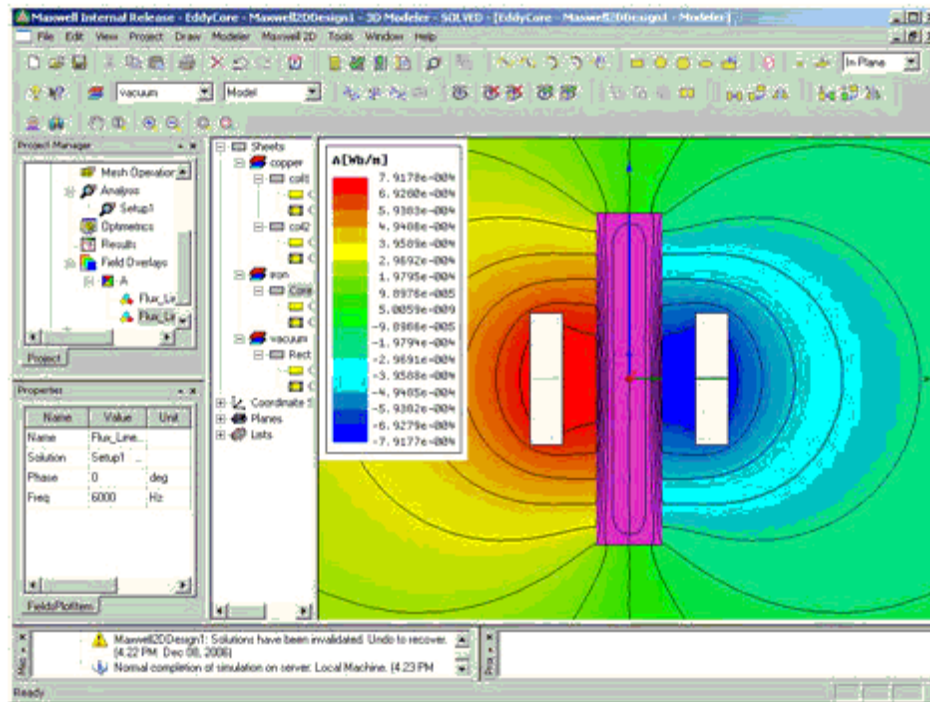 Maxwell Internal Release - EddyCore - Maxwell2DDesign1 - 3D Modeler - SOLVED - [EddyCore - Maxwell2DDesign1 - Modeler]
File Edit View Project Draw Modeler Maxwell 2D Tools Window Help
In Plane
vacuum Model
Project Manager
Mesh Operation
Analysis
Setup1
Optimetrics
Results
Field Overlays
A
Flux_Line
Flux_Lin
Project
Properties
Name Value Unit
Name Flux_Line...
Solution Setup1 ...
Phase 0 deg
Freq 6000 Hz
FieldsPlotItem
Sheets
copper
coil1
coil2
iron
Core
vacuum
Rect
Coordinate S
Planes
Lists
A[Wb/m]
7.9178e-004
6.9280e-004
5.9383e-004
4.9486e-004
3.9589e-004
2.9692e-004
1.9795e-004
9.8976e-005
5.0059e-009
-9.8966e-005
-1.9794e-004
-2.9691e-004
-3.9588e-004
-4.9485e-004
-5.9382e-004
-6.9279e-004
-7.9177e-004
Maxwell2DDesign1: Solutions have been invalidated. Undo to recover.
(4:22 PM Dec 08, 2006)
Normal completion of simulation on server: Local Machine. (4:23 PM
Ready